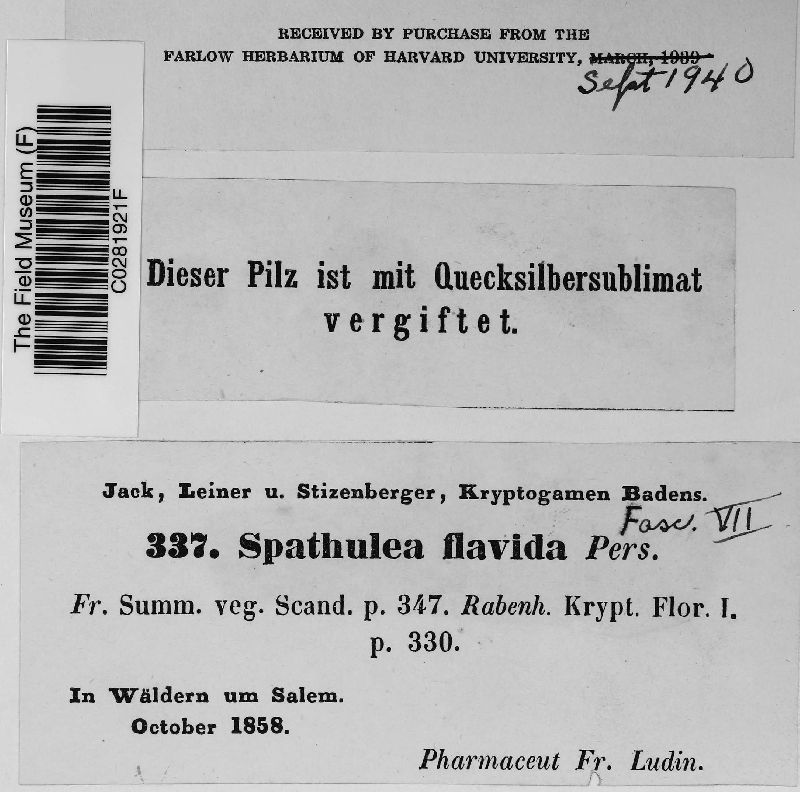 RECEIVED BY PURCHASE FROM THE
FARLOW HERBARIUM OF HARVARD UNIVERSITY, MARCH, 1939
Sept 1940
The Field Museum (F)
C0281921F
Dieser Pilz ist mit Quecksilbersublimat
vergiftet.
Jack, Leiner u. Stizenberger, Kryptogamen Badens.
Fasc. VII
337. Spathulea flavida Pers.
Fr. Summ. veg. Scand. p. 347. Rabenh. Krypt. Flor. I.
p. 330.
In Wäldern um Salem.
October 1858.
Pharmaceut Fr. Ludin.